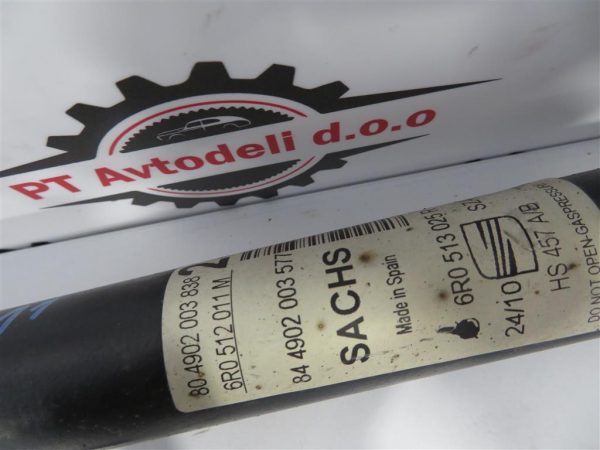 PT Avtodeli d.o.o
80 4902 003 838
6R0 512 011 M
84 4902 003 577
SACHS
Made in Spain
6R0 513 025
24/10
HS 457 A/B
DO NOT OPEN-GASPRESSUR